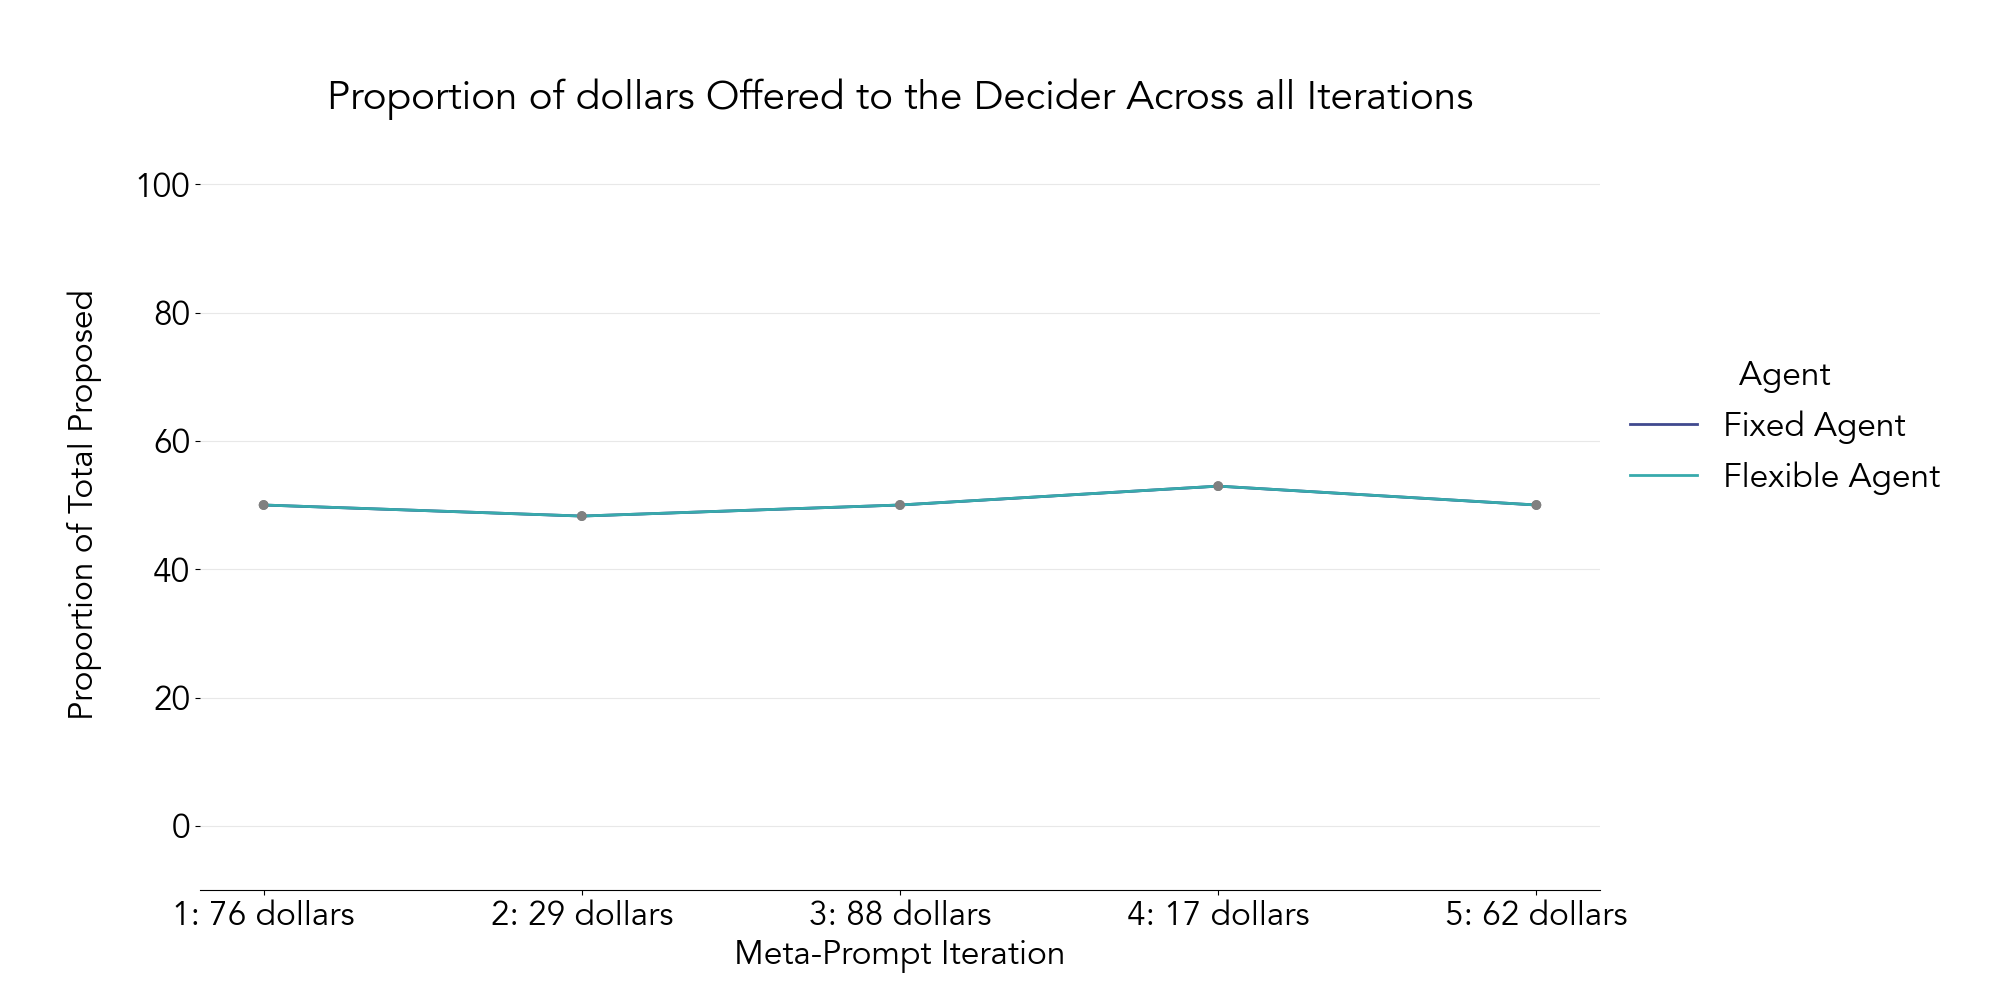 Proportion of dollars Offered to the Decider Across all Iterations
100
80
60
40
20
0
Proportion of Total Proposed
1: 76 dollars
2: 29 dollars
3: 88 dollars
4: 17 dollars
5: 62 dollars
Meta-Prompt Iteration
Agent
Fixed Agent
Flexible Agent